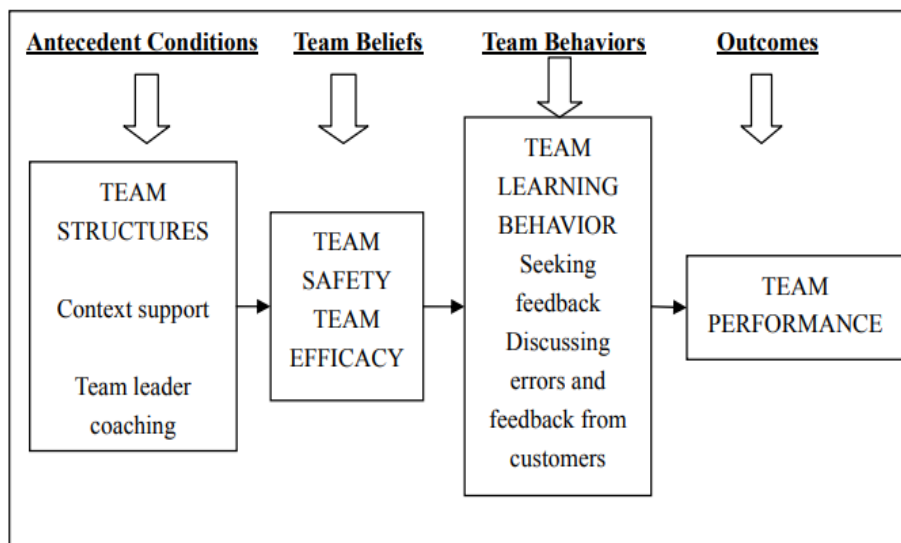 Antecedent Conditions
Team Beliefs
Team Behaviors
Outcomes
TEAM
STRUCTURES
Context support
Team leader
coaching
TEAM
SAFETY
TEAM
EFFICACY
TEAM
LEARNING
BEHAVIOR
Seeking
feedback
Discussing
errors and
feedback from
customers
TEAM
PERFORMANCE